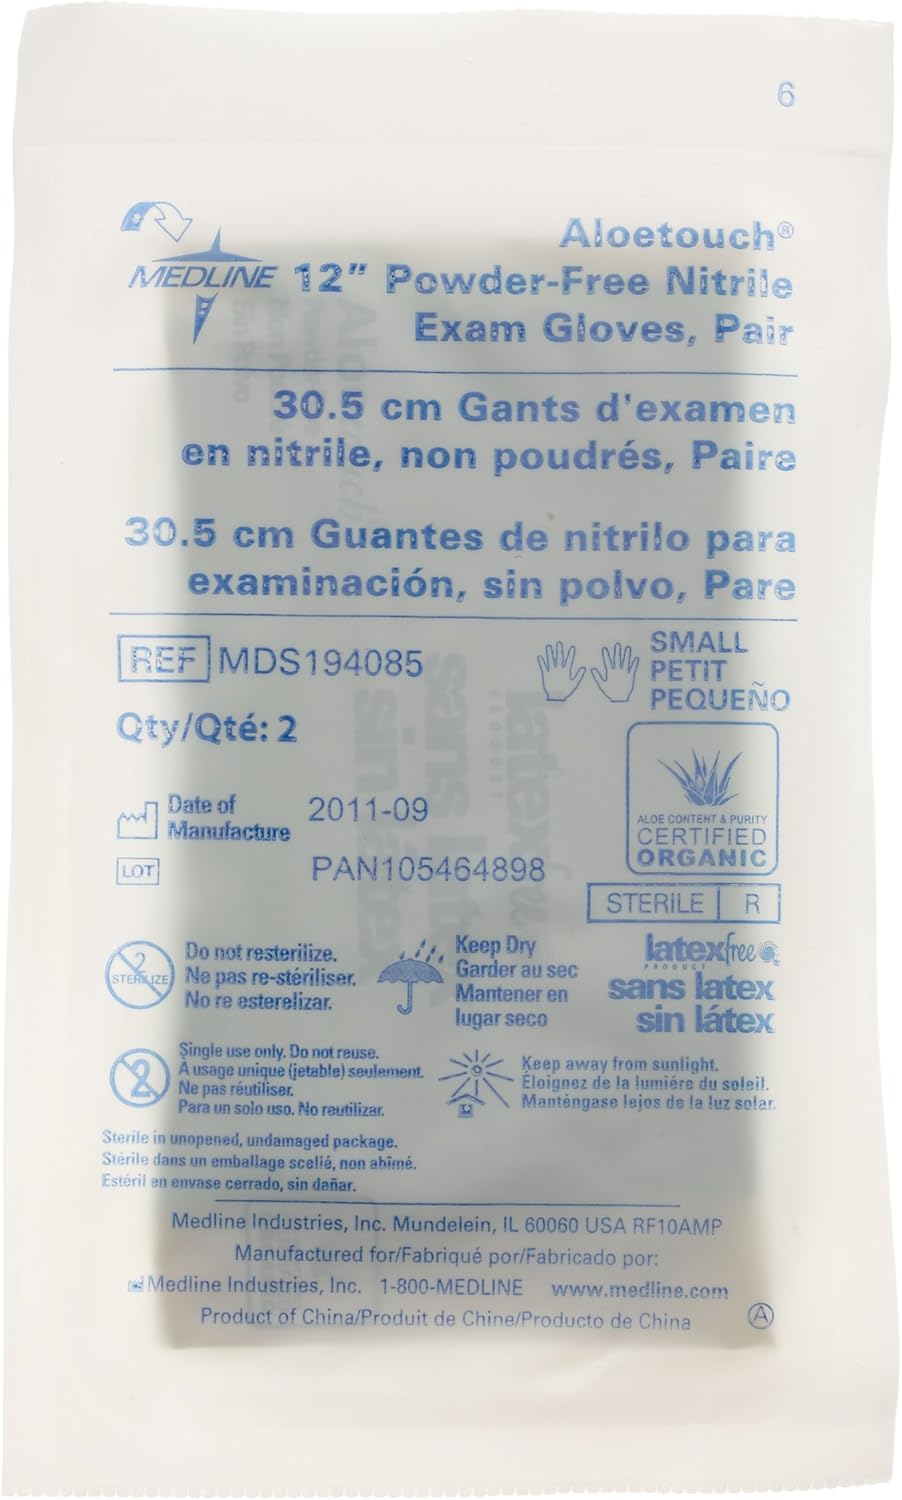 6
Aloetouch®
MEDLINE
12” Powder-Free Nitrile
Exam Gloves, Pair
30.5 cm Gants d'examen
en nitrile, non poudrés, Paire
30.5 cm Guantes de nitrilo para
examinación, sin polvo, Pare
REF MDS194085
SMALL
PETIT
PEQUEÑO
Qty/Qté: 2
Date of
Manufacture
2011-09
LOT
PAN105464898
ALOE CONTENT & PURITY
CERTIFIED
ORGANIC
STERILE R
2
STERILIZE
Do not resterilize.
Ne pas re-stériliser.
No re esterelizar.
Keep Dry
Garder au sec
Mantener en
lugar seco
latexfree
PRODUCT
sans latex
sin látex
2
Single use only. Do not reuse.
À usage unique (jetable) seulement.
Ne pas réutiliser.
Para un solo uso. No reutilizar.
Keep away from sunlight.
Éloignez de la lumiére du soleil.
Manténgase lejos de la luz solar.
Sterile in unopened, undamaged package.
Stérile dans un emballage scellé, non abîmé.
Estéril en envase cerrado, sin dañar.
Medline Industries, Inc. Mundelein, IL 60060 USA RF10AMP
Manufactured for/Fabriqué por/Fabricado por:
Medline Industries, Inc. 1-800-MEDLINE www.medline.com
Product of China/Produit de Chine/Producto de China
A